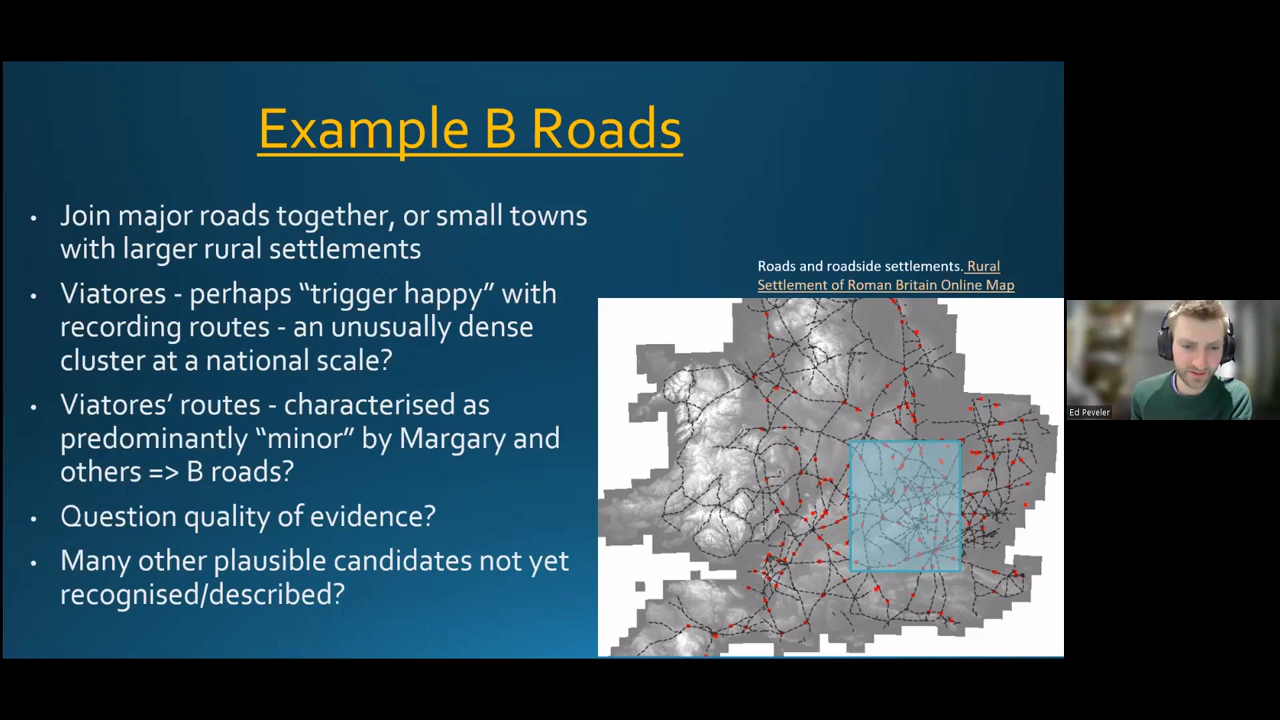 Example B Roads
• Join major roads together, or small towns
with larger rural settlements
• Viatores - perhaps “trigger happy” with
recording routes - an unusually dense
cluster at a national scale?
• Viatores’ routes - characterised as
predominantly “minor” by Margary and
others => B roads?
• Question quality of evidence?
• Many other plausible candidates not yet
recognised/described?
Roads and roadside settlements. Rural
Settlement of Roman Britain Online Map
Ed Peveler